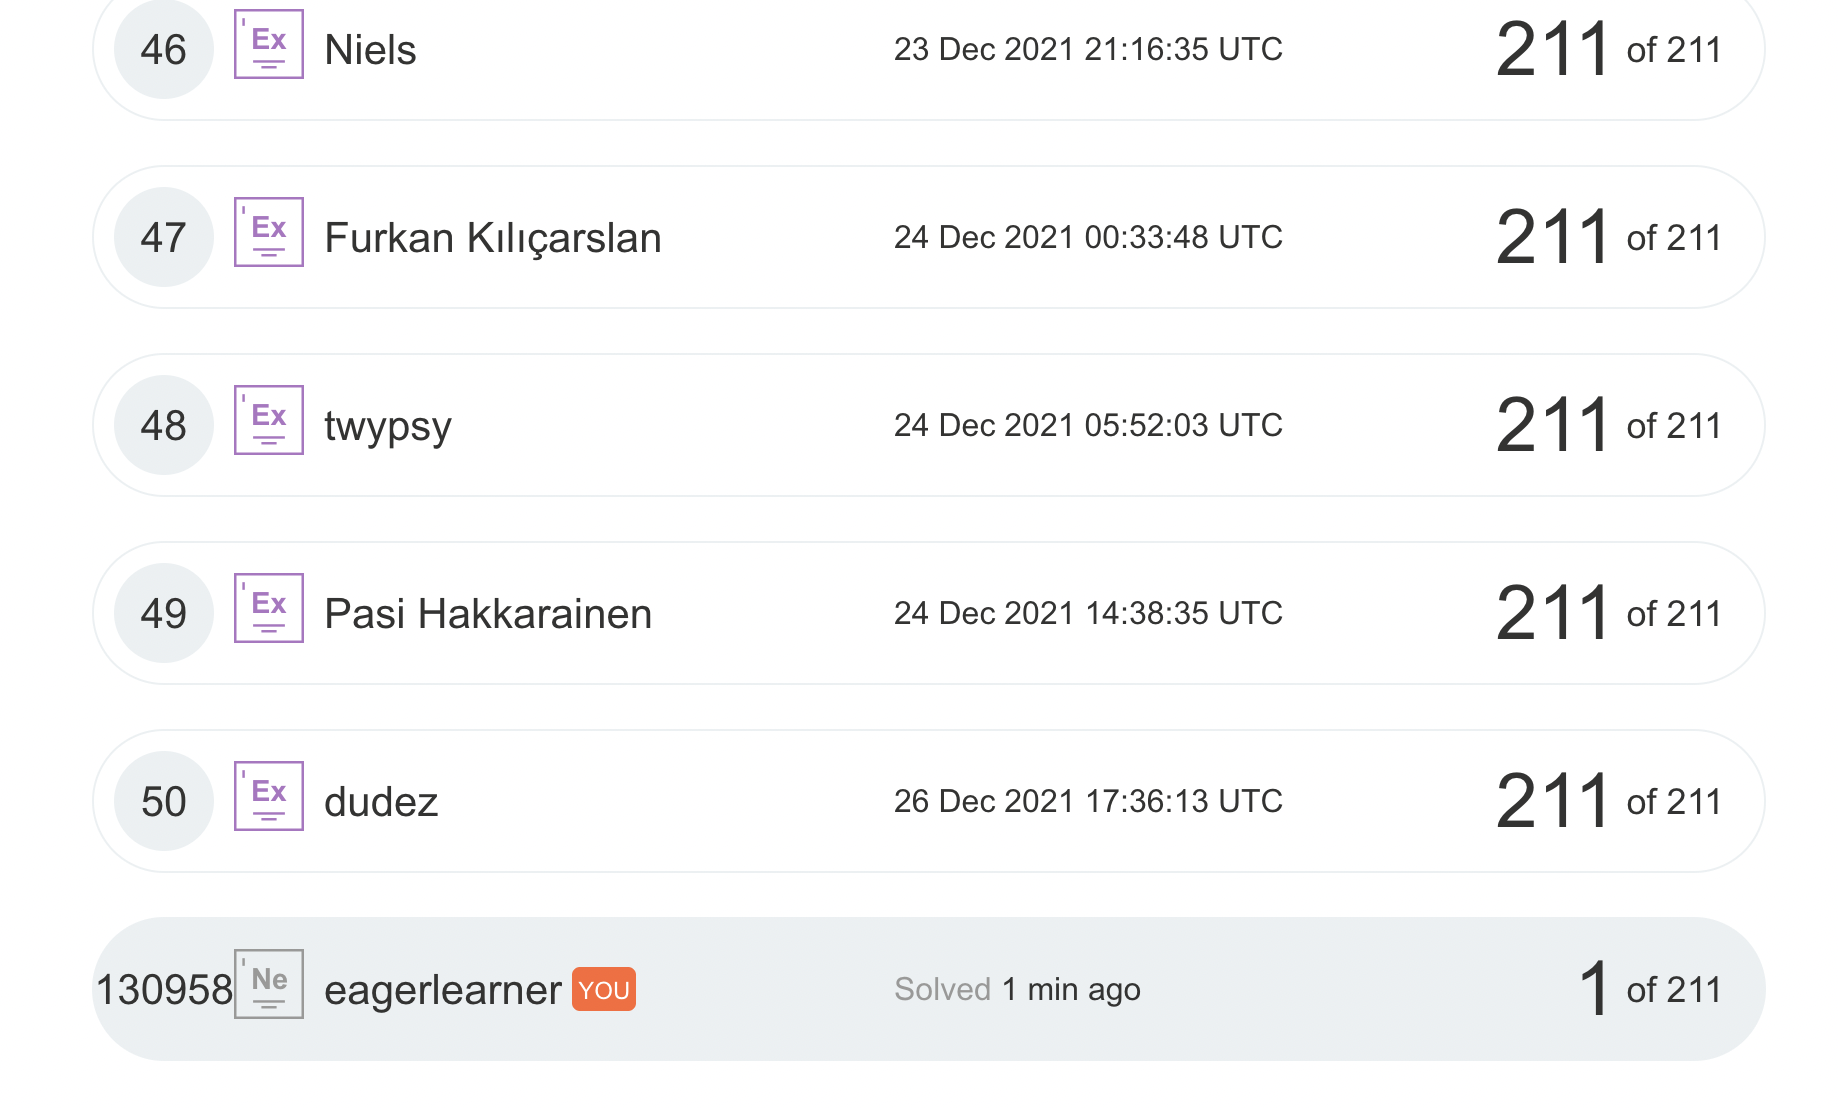 46 Ex Niels 23 Dec 2021 21:16:35 UTC 211 of 211
47 Ex Furkan Kılıçarslan 24 Dec 2021 00:33:48 UTC 211 of 211
48 Ex twypsy 24 Dec 2021 05:52:03 UTC 211 of 211
49 Ex Pasi Hakkarainen 24 Dec 2021 14:38:35 UTC 211 of 211
50 Ex dudez 26 Dec 2021 17:36:13 UTC 211 of 211
130958 Ne eagerlearner YOU Solved 1 min ago 1 of 211